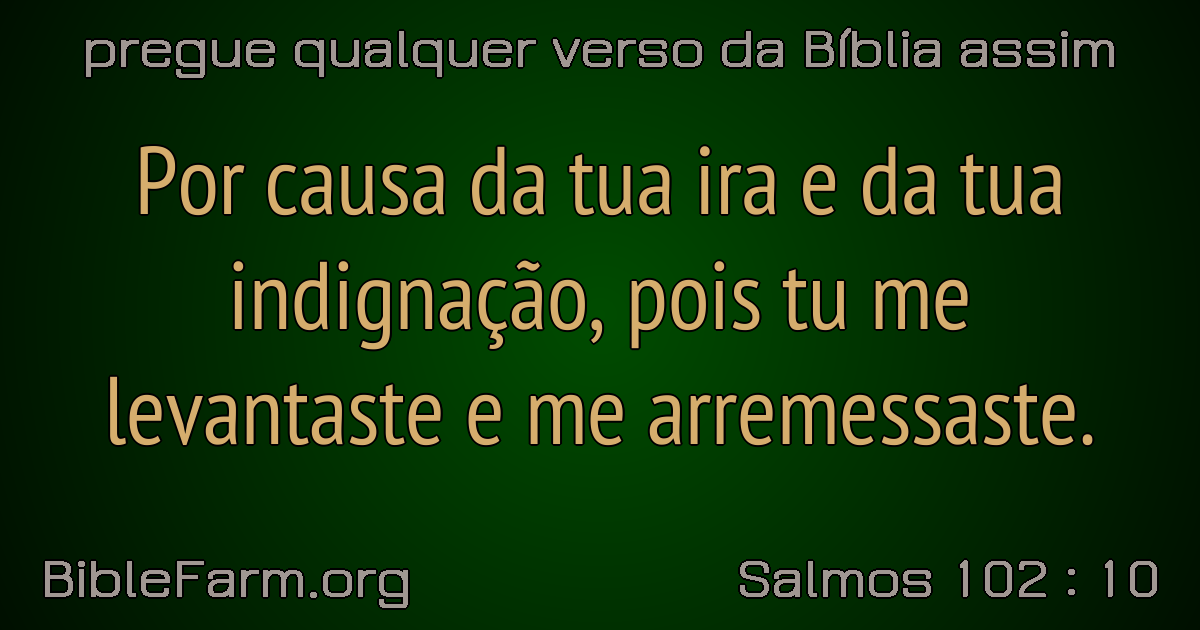 pregue qualquer verso da Bíblia assim
Por causa da tua ira e da tua
indignação, pois tu me
levantaste e me arremessaste.
BibleFarm.org
Salmos 102 : 10